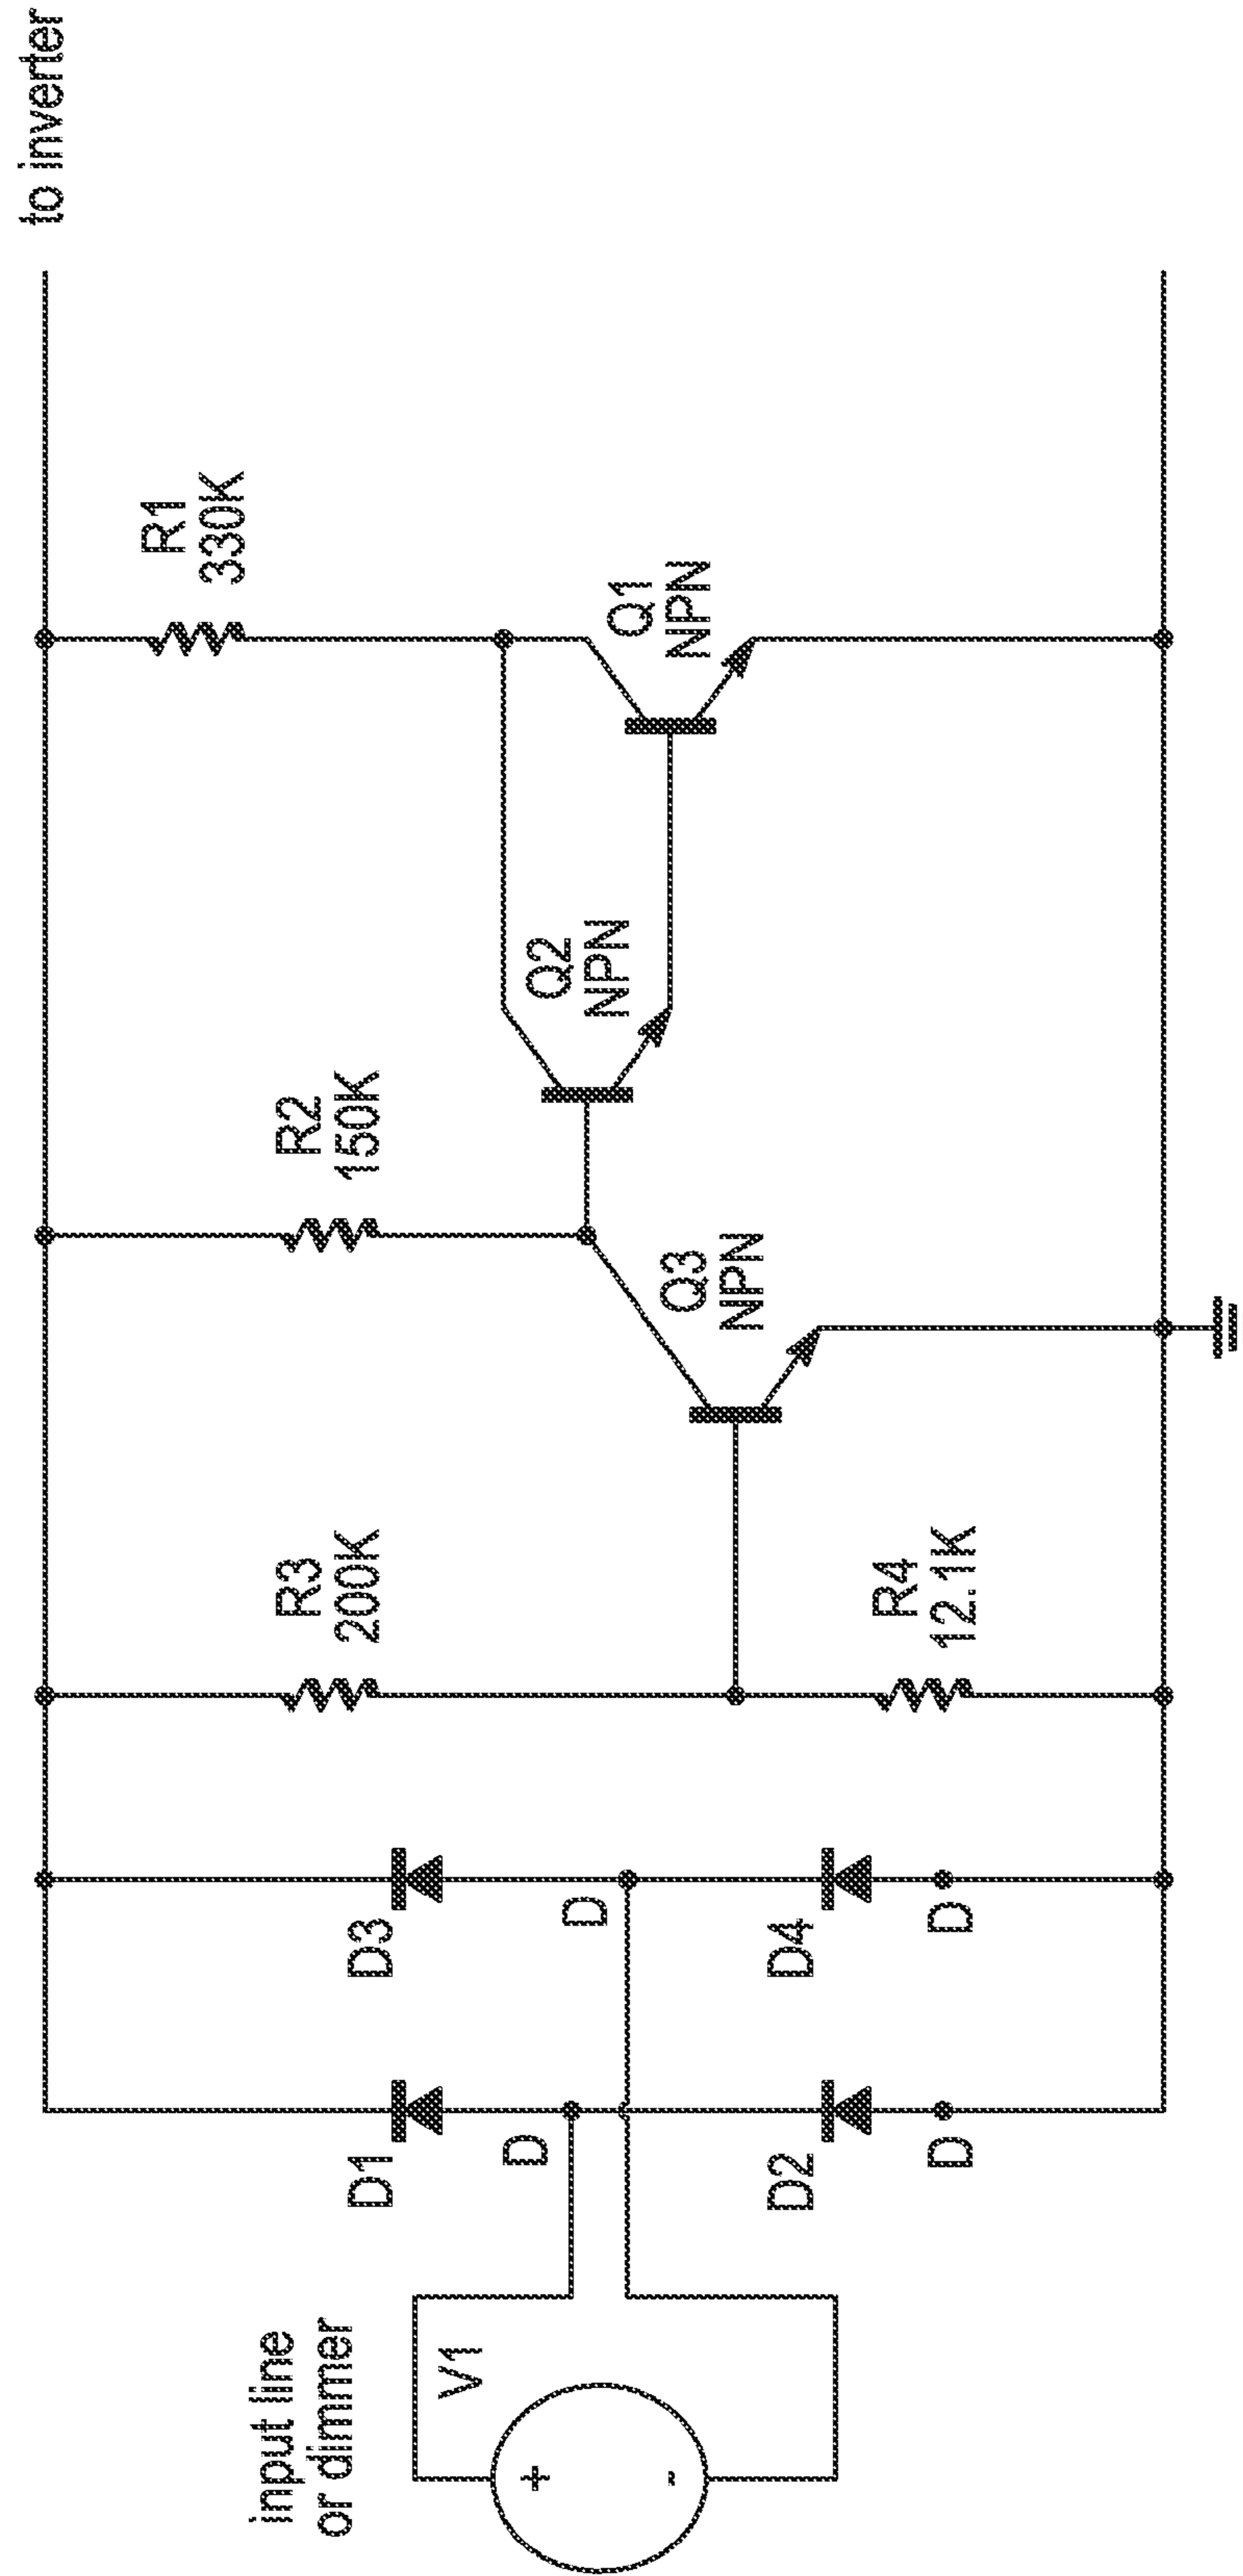 input line
or dimmer
V1
+
-
D1
D
D2
D
D3
D
D4
D
R3
200K
R4
12.1K
R2
150K
Q3
NPN
Q2
NPN
R1
330K
Q1
NPN
to inverter